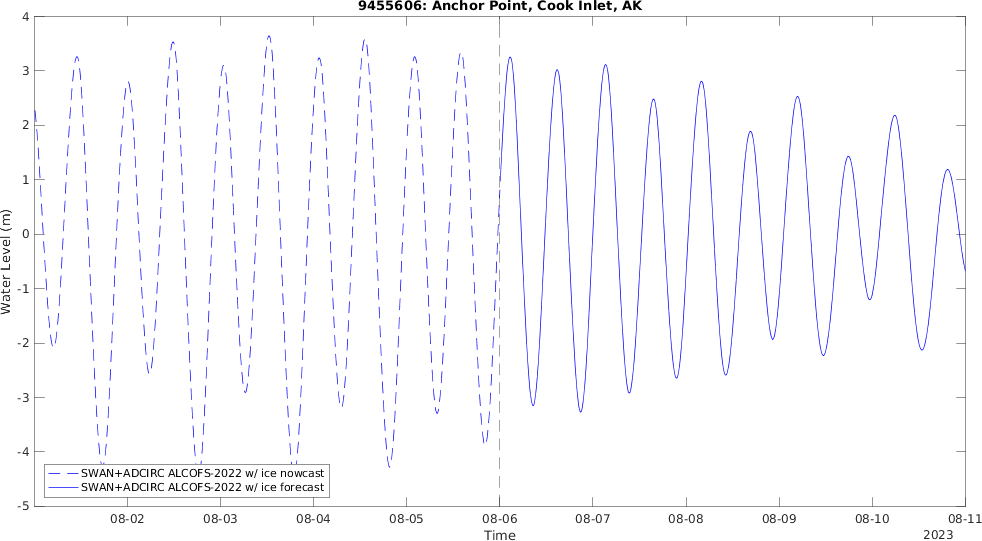 9455606: Anchor Point, Cook Inlet, AK
4
3
2
1
0
-1
-2
-3
-4
-5
Water Level (m)
SWAN+ADCIRC ALCOFS-2022 w/ ice nowcast
SWAN+ADCIRC ALCOFS-2022 w/ ice forecast
08-02 08-03 08-04 08-05 08-06 08-07 08-08 08-09 08-10 08-11
Time
2023